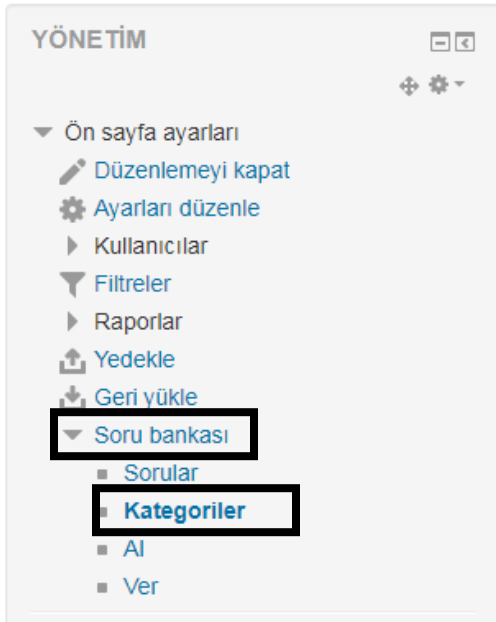 YÖNETİM
Ön sayfa ayarları
Düzenlemeyi kapat
Ayarları düzenle
Kullanıcılar
Filtreler
Raporlar
Yedekle
Geri yükle
Soru bankası
Sorular
Kategoriler
Al
Ver